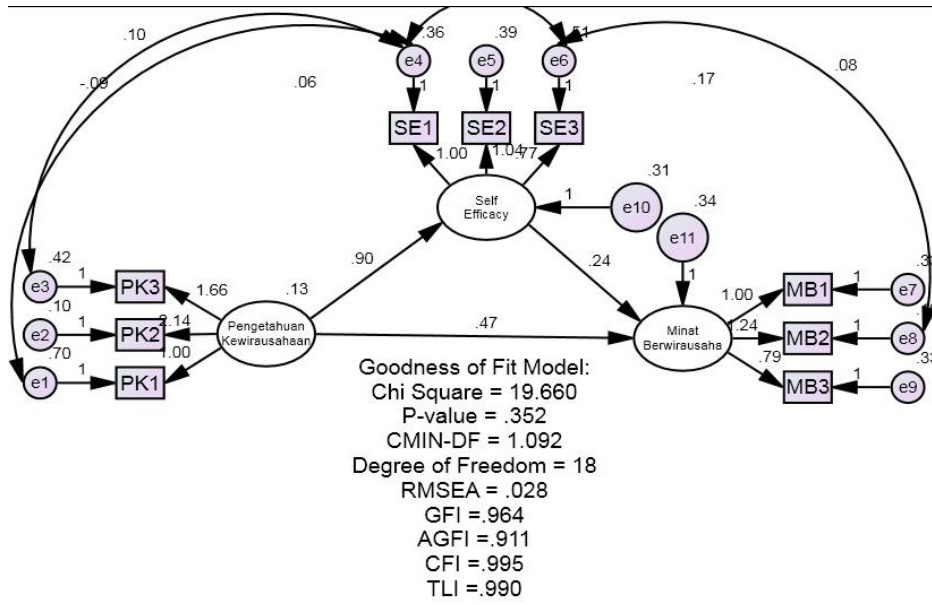 .10
.36
.39
.51
-.09
.06
e4
e5
e6
.17
.08
1
1
1
SE1
SE2
SE3
1.00
1.04
.77
Self
Efficacy
1
e10
.31
e11
.34
1
.90
.24
.42
e3
1
PK3
1.66
.13
.10
e2
1
PK2
2.14
Pengetahuan
Kewirausahaan
.47
.70
e1
1
PK1
1.00
Minat
Berwirausaha
1.00
MB1
1
e7
1.24
MB2
1
e8
.79
MB3
1
e9
Goodness of Fit Model:
Chi Square = 19.660
P-value = .352
CMIN-DF = 1.092
Degree of Freedom = 18
RMSEA = .028
GFI =.964
AGFI =.911
CFI =.995
TLI =.990